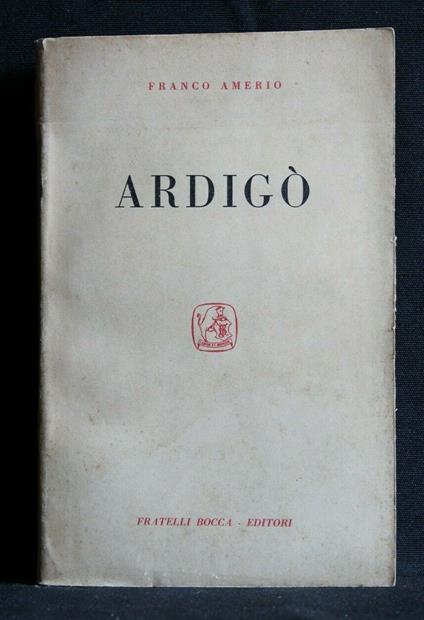 FRANCO AMERIO
ARDIGÒ
FRATELLI BOCCA - EDITORI